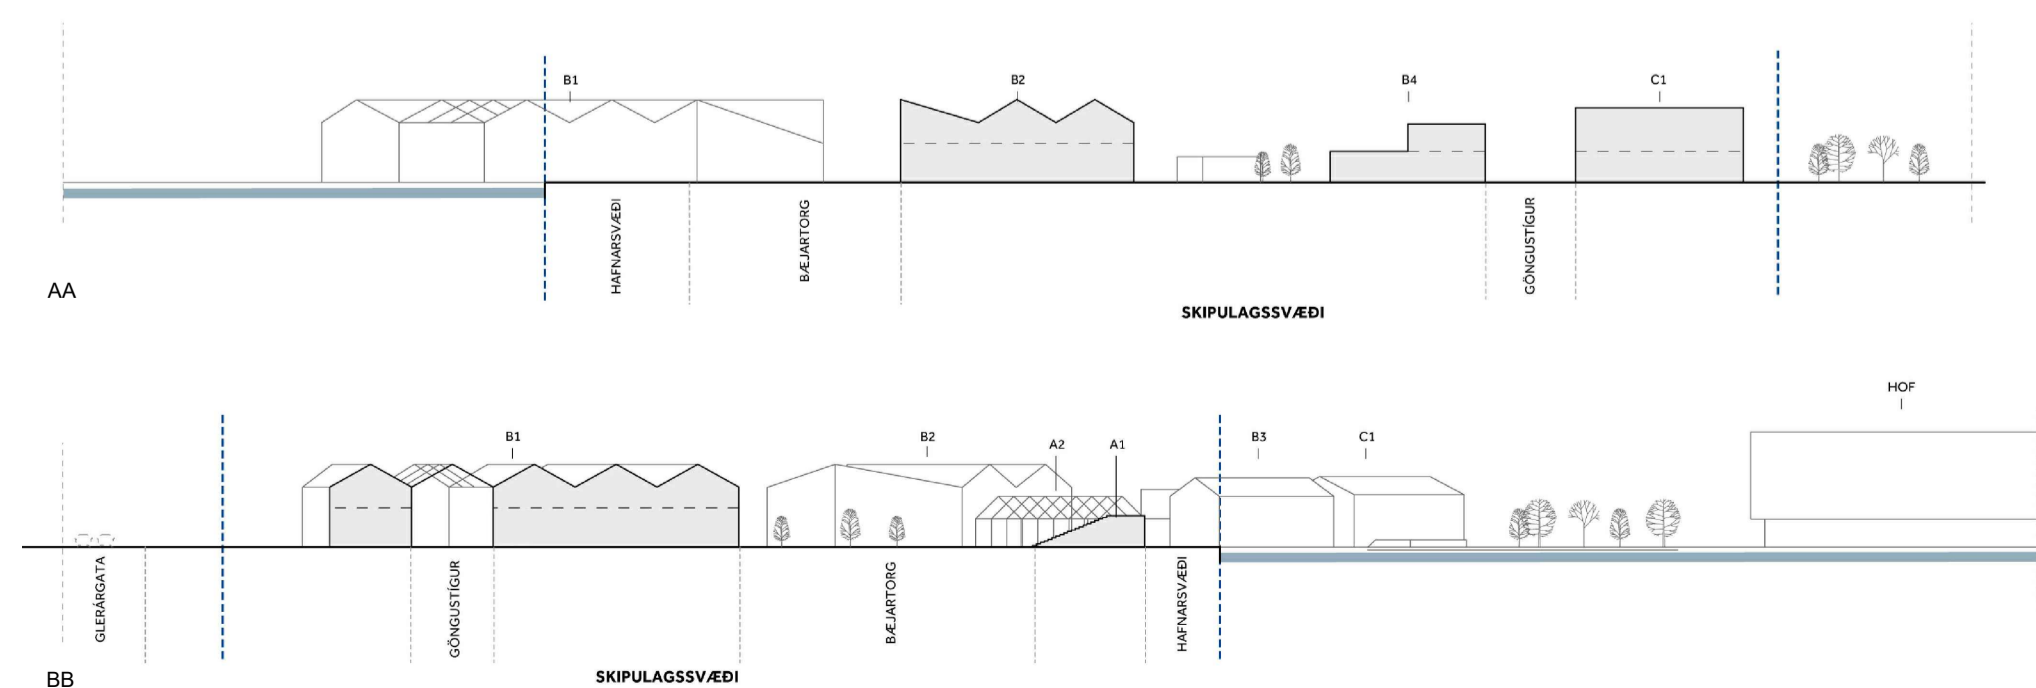 B1
B2
B4
C1
HAFNARSVÆÐI
BÆJARTORG
GÖNGUSTÍGUR
AA
SKIPULAGSSVÆÐI
HOF
B1
B2
A2
A1
B3
C1
GLERÁRGATA
GÖNGUSTÍGUR
BÆJARTORG
HAFNARSVÆÐI
BB
SKIPULAGSSVÆÐI